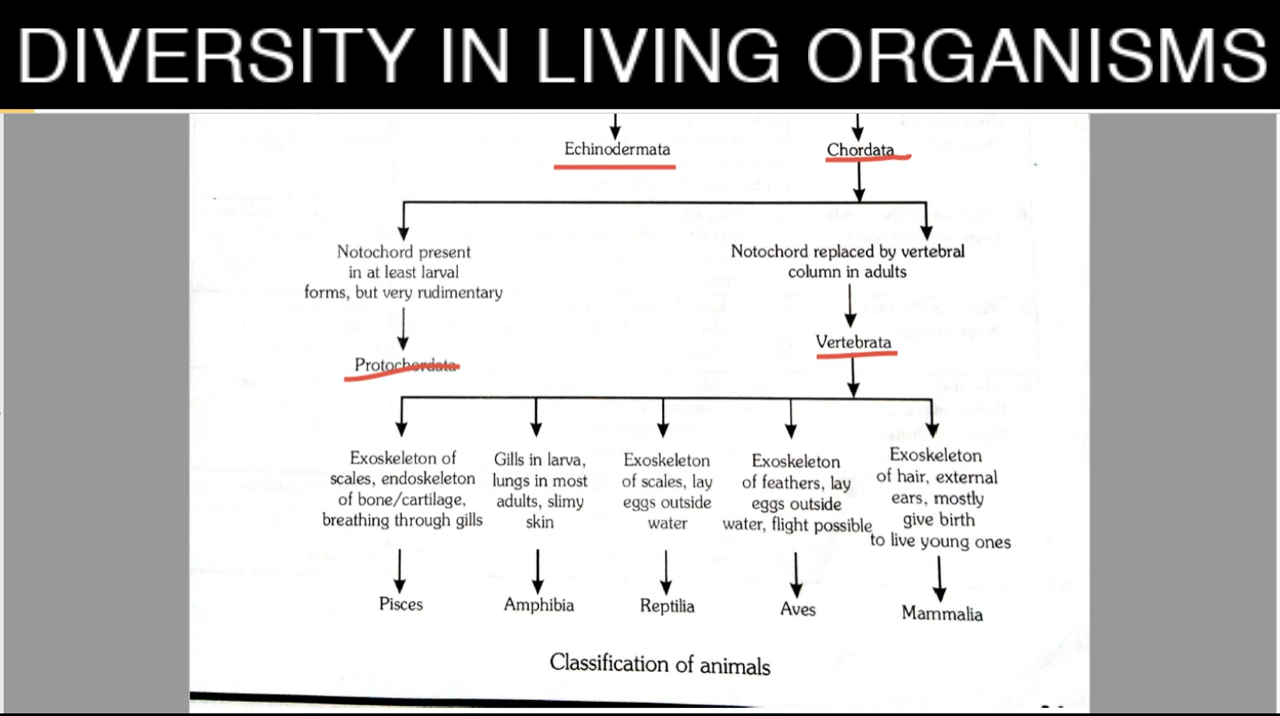 DIVERSITY IN LIVING ORGANISMS
Echinodermata
Chordata
Notochord present
in at least larval
forms, but very rudimentary
Notochord replaced by vertebral
column in adults
Protochordata
Vertebrata
Exoskeleton of
scales, endoskeleton
of bone/cartilage,
breathing through gills
Gills in larva,
lungs in most
adults, slimy
skin
Exoskeleton
of scales, lay
eggs outside
water
Exoskeleton
of feathers, lay
eggs outside
water, flight possible
Exoskeleton
of hair, external
ears, mostly
give birth
to live young ones
Pisces
Amphibia
Reptilia
Aves
Mammalia
Classification of animals